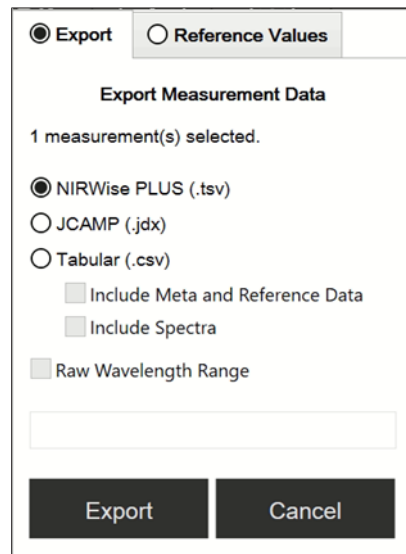 Export Reference Values
Export Measurement Data
1 measurement(s) selected.
NIRWise PLUS (.tsv)
JCAMP (.jdx)
Tabular (.csv)
Include Meta and Reference Data
Include Spectra
Raw Wavelength Range
Export Cancel